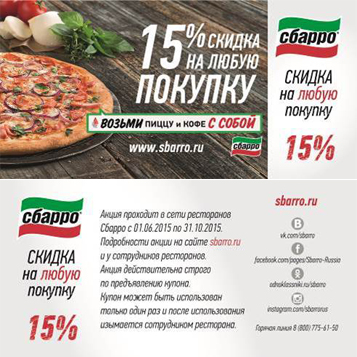 15% СКИДКА
НА ЛЮБУЮ
ПОКУПКУ
ВОЗЬМИ ПИЦЦУ И КОФЕ С СОБОЙ
www.sbarro.ru
сбарро
сбарро
СКИДКА
на любую
покупку
15%
сбарро
СКИДКА
на любую
покупку
15%
Акция проходит в сети ресторанов
Сбарро с 01.06.2015 по 31.10.2015.
Подробности акции на сайте sbarro.ru
и у сотрудников ресторанов.
Акция действительна строго
по предъявлению купона.
Купон может быть использован
только один раз и после использования
изымается сотрудником ресторана.
sbarro.ru
vk.com/sbarro
facebook.com/pages/Sbarro-Russia
odnoklassniki.ru/sbarro
instagram.com/sbarrorus
Горячая линия 8 (800) 775-61-50